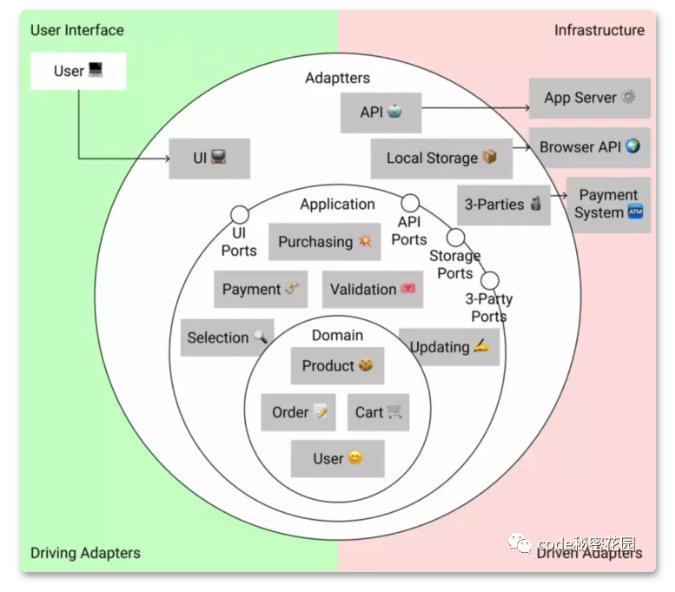 User Interface
Infrastructure
User
Adaptters
App Server
API
UI
Local Storage
Browser API
3-Parties
Payment
System
ATM
Application
UI
Ports
API
Ports
Purchasing
Storage
Ports
Payment
Validation
3-Party
Ports
Selection
Domain
Updating
Product
Order
Cart
User
code秘密花园
Driving Adapters
Driven Adapters